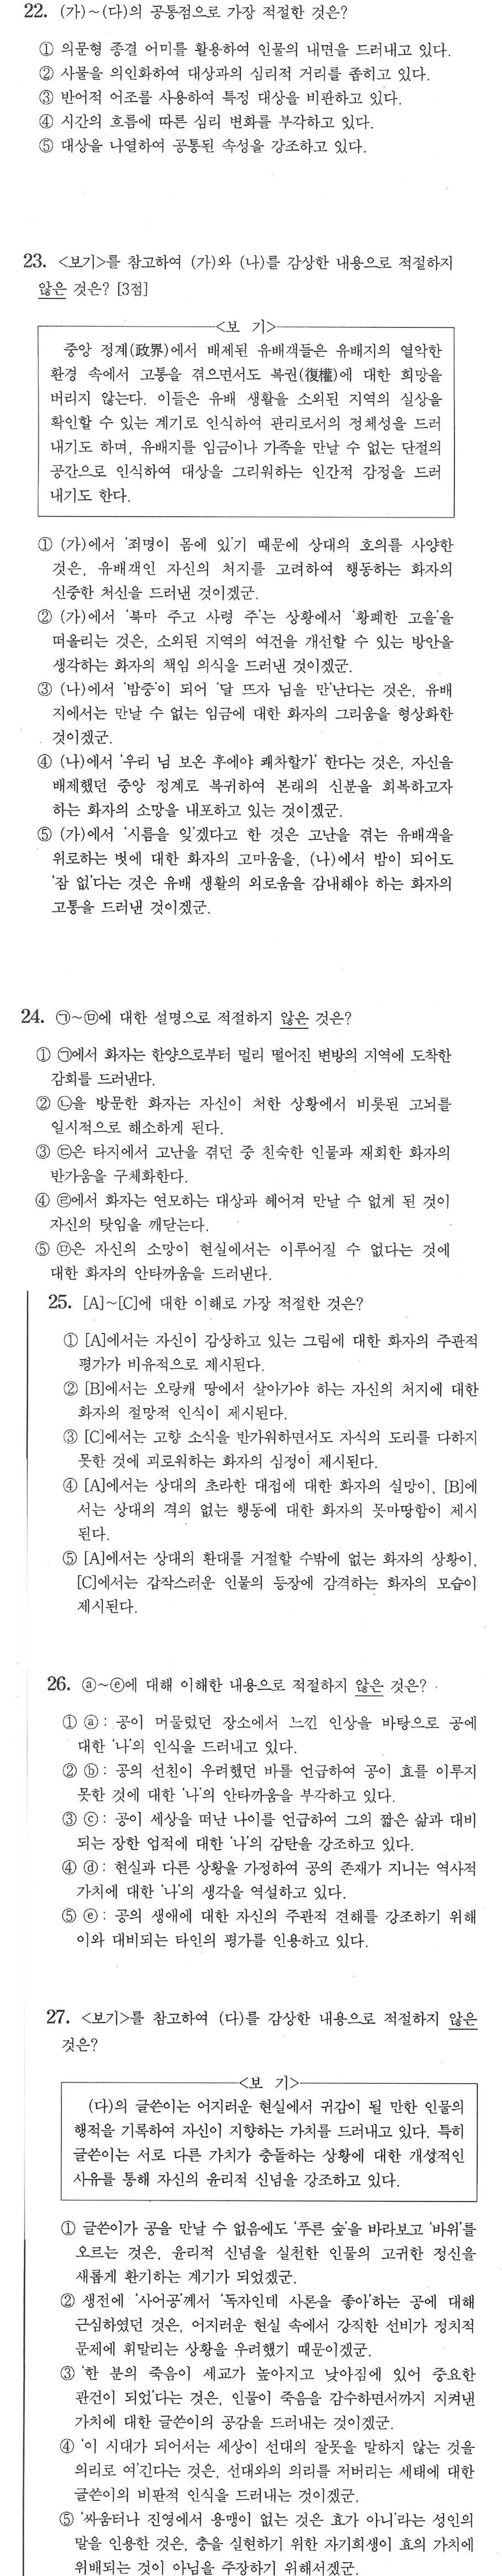 22. (가)~(다)의 공통점으로 가장 적절한 것은?
① 의문형 종결 어미를 활용하여 인물의 내면을 드러내고 있다.
② 사물을 의인화하여 대상과의 심리적 거리를 좁히고 있다.
③ 반어적 어조를 사용하여 특정 대상을 비판하고 있다.
④ 시간의 흐름에 따른 심리 변화를 부각하고 있다.
⑤ 대상을 나열하여 공통된 속성을 강조하고 있다.
23. <보기>를 참고하여 (가)와 (나)를 감상한 내용으로 적절하지
않은 것은? [3점]
<보 기>
중앙 정계(政界)에서 배제된 유배객들은 유배지의 열악한
환경 속에서 고통을 겪으면서도 복권(復權)에 대한 희망을
버리지 않는다. 이들은 유배 생활을 소외된 지역의 실상을
확인할 수 있는 계기로 인식하여 관리로서의 정체성을 드러
내기도 하며, 유배지를 임금이나 가족을 만날 수 없는 단절의
공간으로 인식하여 대상을 그리워하는 인간적 감정을 드러
내기도 한다.
① (가)에서 ‘죄명이 몸에 있’기 때문에 상대의 호의를 사양한
것은, 유배객인 자신의 처지를 고려하여 행동하는 화자의
신중한 처신을 드러낸 것이겠군.
② (가)에서 ‘북마 주고 사령 주’는 상황에서 ‘황폐한 고을’을
떠올리는 것은, 소외된 지역의 여건을 개선할 수 있는 방안을
생각하는 화자의 책임 의식을 드러낸 것이겠군.
③ (나)에서 ‘밤중’이 되어 ‘달 뜨자 님을 만’난다는 것은, 유배
지에서는 만날 수 없는 임금에 대한 화자의 그리움을 형상화한
것이겠군.
④ (나)에서 ‘우리 님 보온 후에야 쾌차할가’ 한다는 것은, 자신을
배제했던 중앙 정계로 복귀하여 본래의 신분을 회복하고자
하는 화자의 소망을 내포하고 있는 것이겠군.
⑤ (가)에서 ‘시름을 잊’겠다고 한 것은 고난을 겪는 유배객을
위로하는 벗에 대한 화자의 고마움을, (나)에서 밤이 되어도
‘잠 없’다는 것은 유배 생활의 외로움을 감내해야 하는 화자의
고통을 드러낸 것이겠군.
24. ㉠~㉤에 대한 설명으로 적절하지 않은 것은?
① ㉠에서 화자는 한양으로부터 멀리 떨어진 변방의 지역에 도착한
감회를 드러낸다.
② ㉡을 방문한 화자는 자신이 처한 상황에서 비롯된 고뇌를
일시적으로 해소하게 된다.
③ ㉢은 타지에서 고난을 겪던 중 친숙한 인물과 재회한 화자의
반가움을 구체화한다.
④ ㉣에서 화자는 연모하는 대상과 헤어져 만날 수 없게 된 것이
자신의 탓임을 깨닫는다.
⑤ ㉤은 자신의 소망이 현실에서는 이루어질 수 없다는 것에
대한 화자의 안타까움을 드러낸다.
25. [A]~[C]에 대한 이해로 가장 적절한 것은?
① [A]에서는 자신이 감상하고 있는 그림에 대한 화자의 주관적
평가가 비유적으로 제시된다.
② [B]에서는 오랑캐 땅에서 살아가야 하는 자신의 처지에 대한
화자의 절망적 인식이 제시된다.
③ [C]에서는 고향 소식을 반가워하면서도 자식의 도리를 다하지
못한 것에 괴로워하는 화자의 심정이 제시된다.
④ [A]에서는 상대의 초라한 대접에 대한 화자의 실망이, [B]에
서는 상대의 격의 없는 행동에 대한 화자의 못마땅함이 제시
된다.
⑤ [A]에서는 상대의 환대를 거절할 수밖에 없는 화자의 상황이,
[C]에서는 갑작스러운 인물의 등장에 감격하는 화자의 모습이
제시된다.
26. ⓐ~ⓔ에 대해 이해한 내용으로 적절하지 않은 것은?
① ⓐ: 공이 머물렀던 장소에서 느낀 인상을 바탕으로 공에
대한 ‘나’의 인식을 드러내고 있다.
② ⓑ: 공의 선친이 우려했던 바를 언급하여 공이 효를 이루지
못한 것에 대한 ‘나’의 안타까움을 부각하고 있다.
③ ⓒ: 공이 세상을 떠난 나이를 언급하여 그의 짧은 삶과 대비
되는 장한 업적에 대한 ‘나’의 감탄을 강조하고 있다.
④ ⓓ: 현실과 다른 상황을 가정하여 공의 존재가 지니는 역사적
가치에 대한 ‘나’의 생각을 역설하고 있다.
⑤ ⓔ: 공의 생애에 대한 자신의 주관적 견해를 강조하기 위해
이와 대비되는 타인의 평가를 인용하고 있다.
27. <보기>를 참고하여 (다)를 감상한 내용으로 적절하지 않은
것은?
<보 기>
(다)의 글쓴이는 어지러운 현실에서 귀감이 될 만한 인물의
행적을 기록하여 자신이 지향하는 가치를 드러내고 있다. 특히
글쓴이는 서로 다른 가치가 충돌하는 상황에 대한 개성적인
사유를 통해 자신의 윤리적 신념을 강조하고 있다.
① 글쓴이가 공을 만날 수 없음에도 ‘푸른 숲’을 바라보고 ‘바위’를
오르는 것은, 윤리적 신념을 실천한 인물의 고귀한 정신을
새롭게 환기하는 계기가 되었겠군.
② 생전에 ‘사어공’께서 ‘독자인데 사론을 좋아’하는 공에 대해
근심하였던 것은, 어지러운 현실 속에서 강직한 선비가 정치적
문제에 휘말리는 상황을 우려했기 때문이겠군.
③ ‘한 분의 죽음이 세교가 높아지고 낮아짐에 있어 중요한
관건이 되었’다는 것은, 인물이 죽음을 감수하면서까지 지켜낸
가치에 대한 글쓴이의 공감을 드러내는 것이겠군.
④ ‘이 시대가 되어서는 세상이 선대의 잘못을 말하지 않는 것을
의리로 여’긴다는 것은, 선대와의 의리를 저버리는 세태에 대한
글쓴이의 비판적 인식을 드러내는 것이겠군.
⑤ ‘싸움터나 진영에서 용맹이 없는 것은 효가 아니’라는 성인의
말을 인용한 것은, 충을 실현하기 위한 자기희생이 효의 가치에
위배되는 것이 아님을 주장하기 위해서겠군.